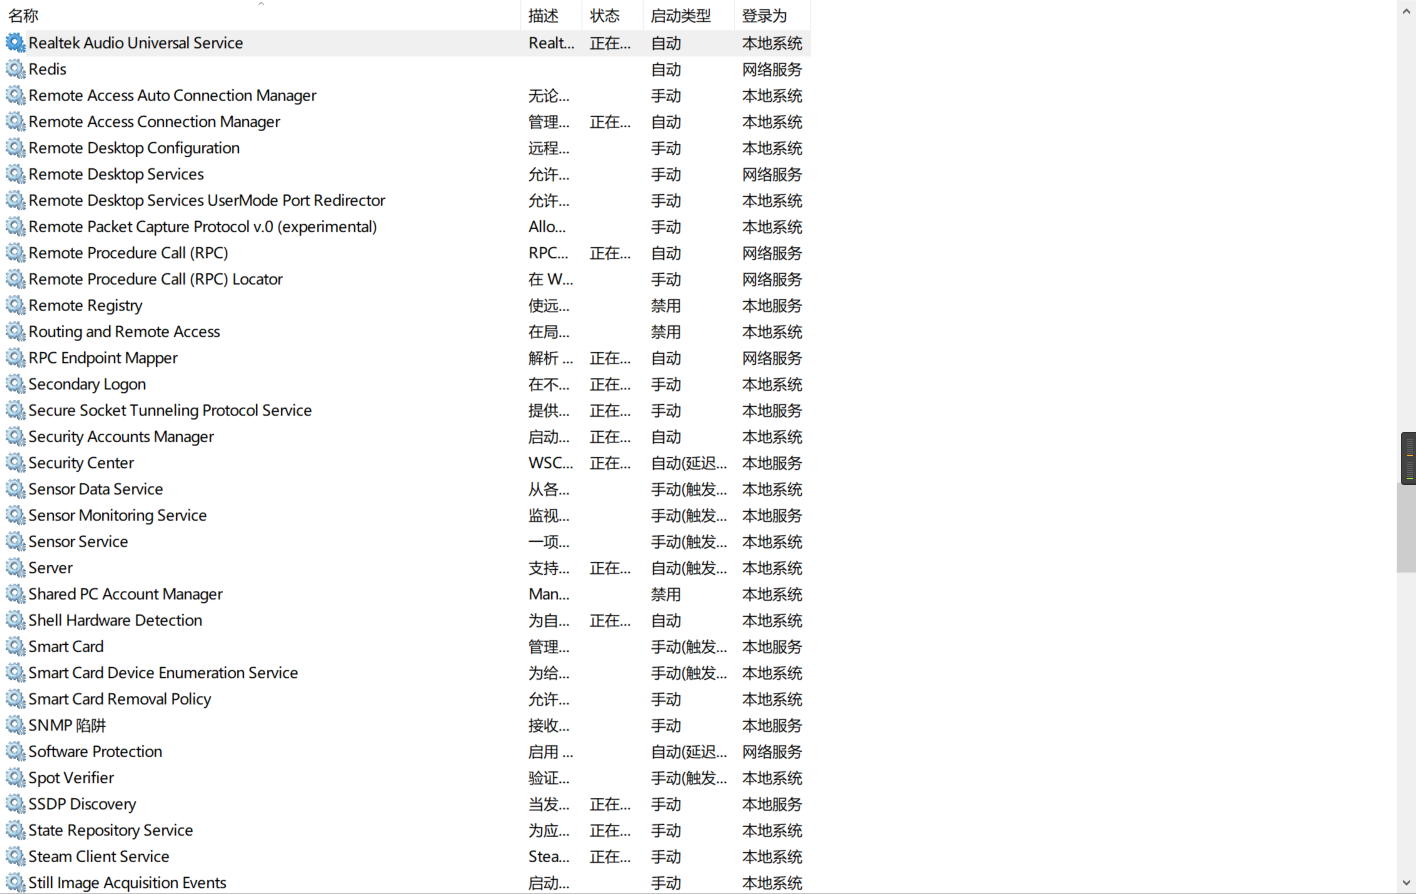 名称 描述 状态 启动类型 登录为
Realtek Audio Universal Service Realt... 正在... 自动 本地系统
Redis 自动 网络服务
Remote Access Auto Connection Manager 无论... 手动 本地系统
Remote Access Connection Manager 管理... 正在... 自动 本地系统
Remote Desktop Configuration 远程... 手动 本地系统
Remote Desktop Services 允许... 手动 网络服务
Remote Desktop Services UserMode Port Redirector 允许... 手动 本地系统
Remote Packet Capture Protocol v.0 (experimental) Allo... 手动 本地系统
Remote Procedure Call (RPC) RPC... 正在... 自动 网络服务
Remote Procedure Call (RPC) Locator 在 W... 手动 网络服务
Remote Registry 使远... 禁用 本地服务
Routing and Remote Access 在局... 禁用 本地系统
RPC Endpoint Mapper 解析 ... 正在... 自动 网络服务
Secondary Logon 在不... 正在... 手动 本地系统
Secure Socket Tunneling Protocol Service 提供... 正在... 手动 本地服务
Security Accounts Manager 启动... 正在... 自动 本地系统
Security Center WSC... 正在... 自动(延迟... 本地服务
Sensor Data Service 从各... 手动(触发... 本地系统
Sensor Monitoring Service 监视... 手动(触发... 本地服务
Sensor Service 一项... 手动(触发... 本地系统
Server 支持... 正在... 自动(触发... 本地系统
Shared PC Account Manager Man... 禁用 本地系统
Shell Hardware Detection 为自... 正在... 自动 本地系统
Smart Card 管理... 手动(触发... 本地服务
Smart Card Device Enumeration Service 为给... 手动(触发... 本地系统
Smart Card Removal Policy 允许... 手动 本地系统
SNMP 陷阱 接收... 手动 本地服务
Software Protection 启用 ... 自动(延迟... 网络服务
Spot Verifier 验证... 手动(触发... 本地系统
SSDP Discovery 当发... 正在... 手动 本地服务
State Repository Service 为应... 正在... 手动 本地系统
Steam Client Service Stea... 正在... 手动 本地系统
Still Image Acquisition Events 启动... 手动 本地系统